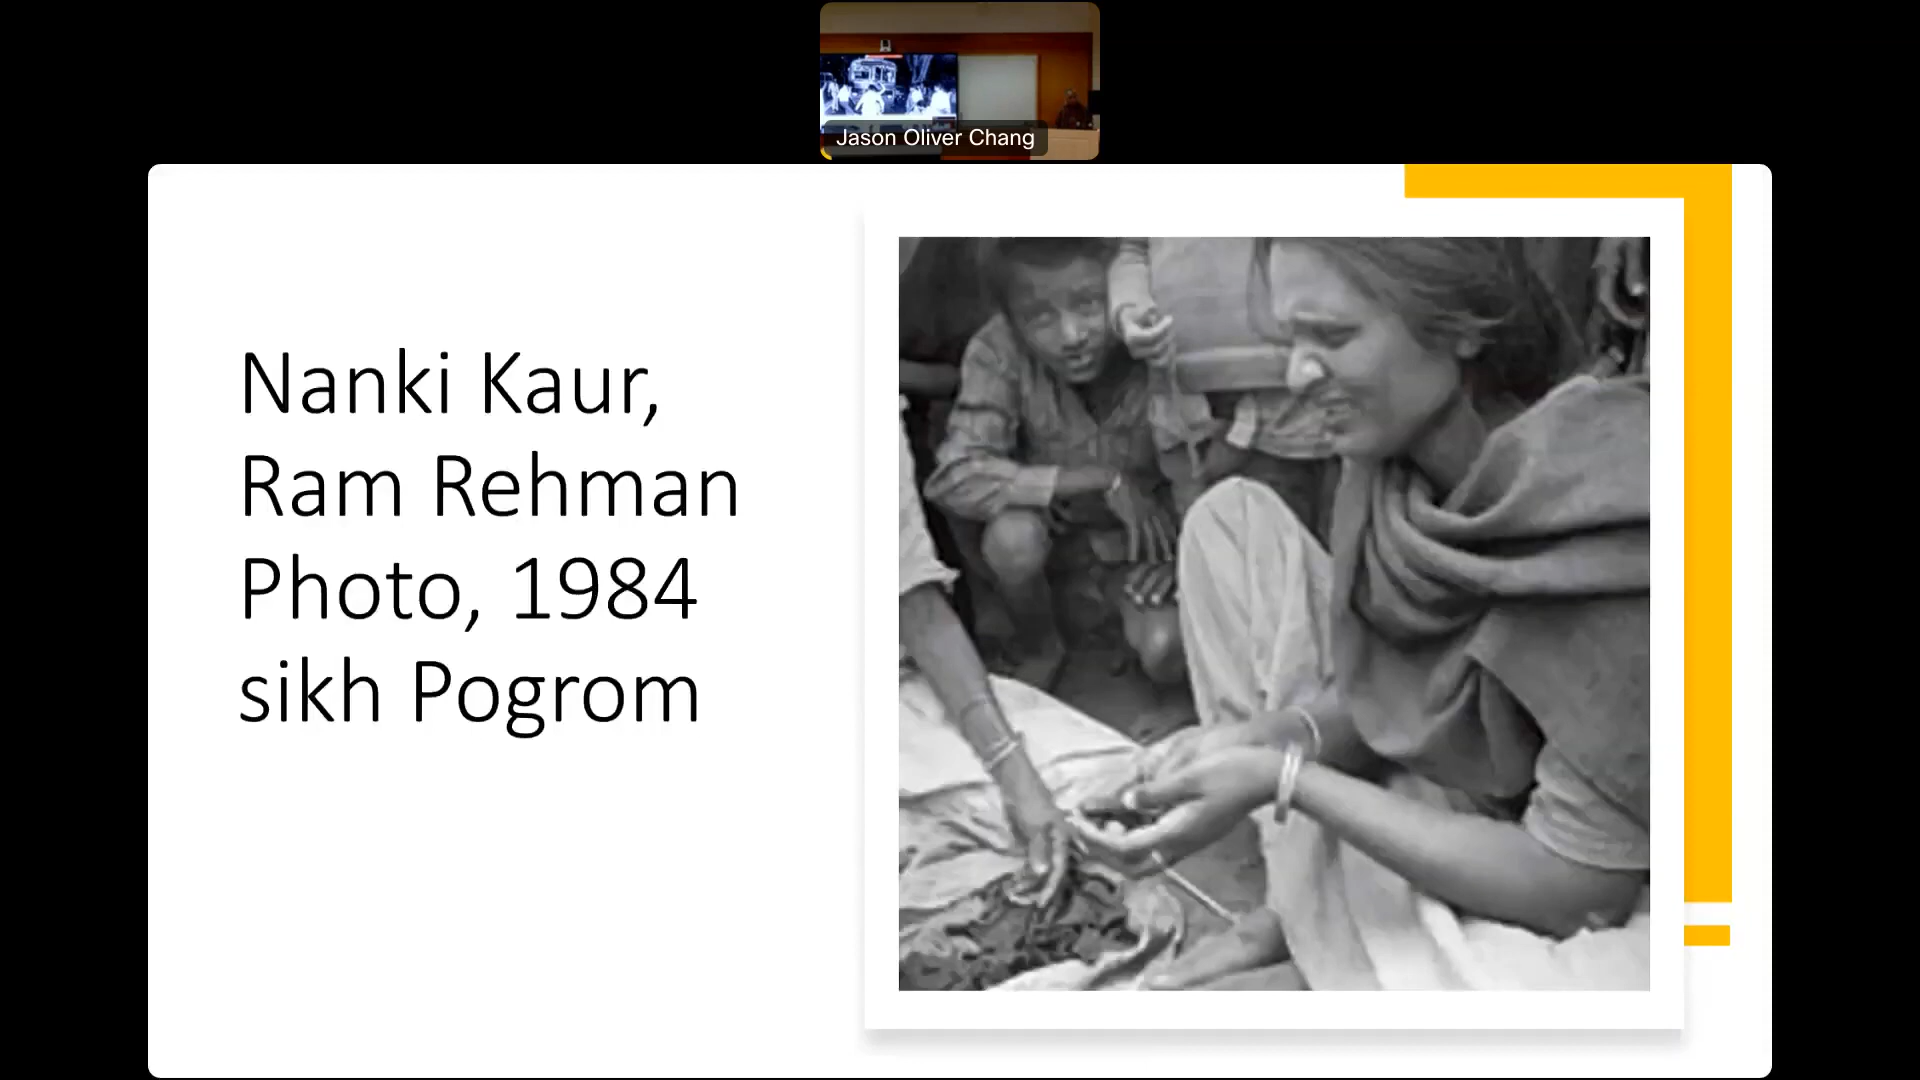 Jason Oliver Chang
Nanki Kaur,
Ram Rehman
Photo, 1984
sikh Pogrom